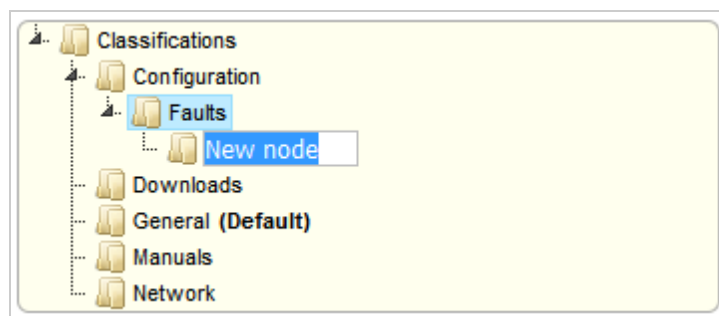 Classifications
Configuration
Faults
New node
Downloads
General (Default)
Manuals
Network